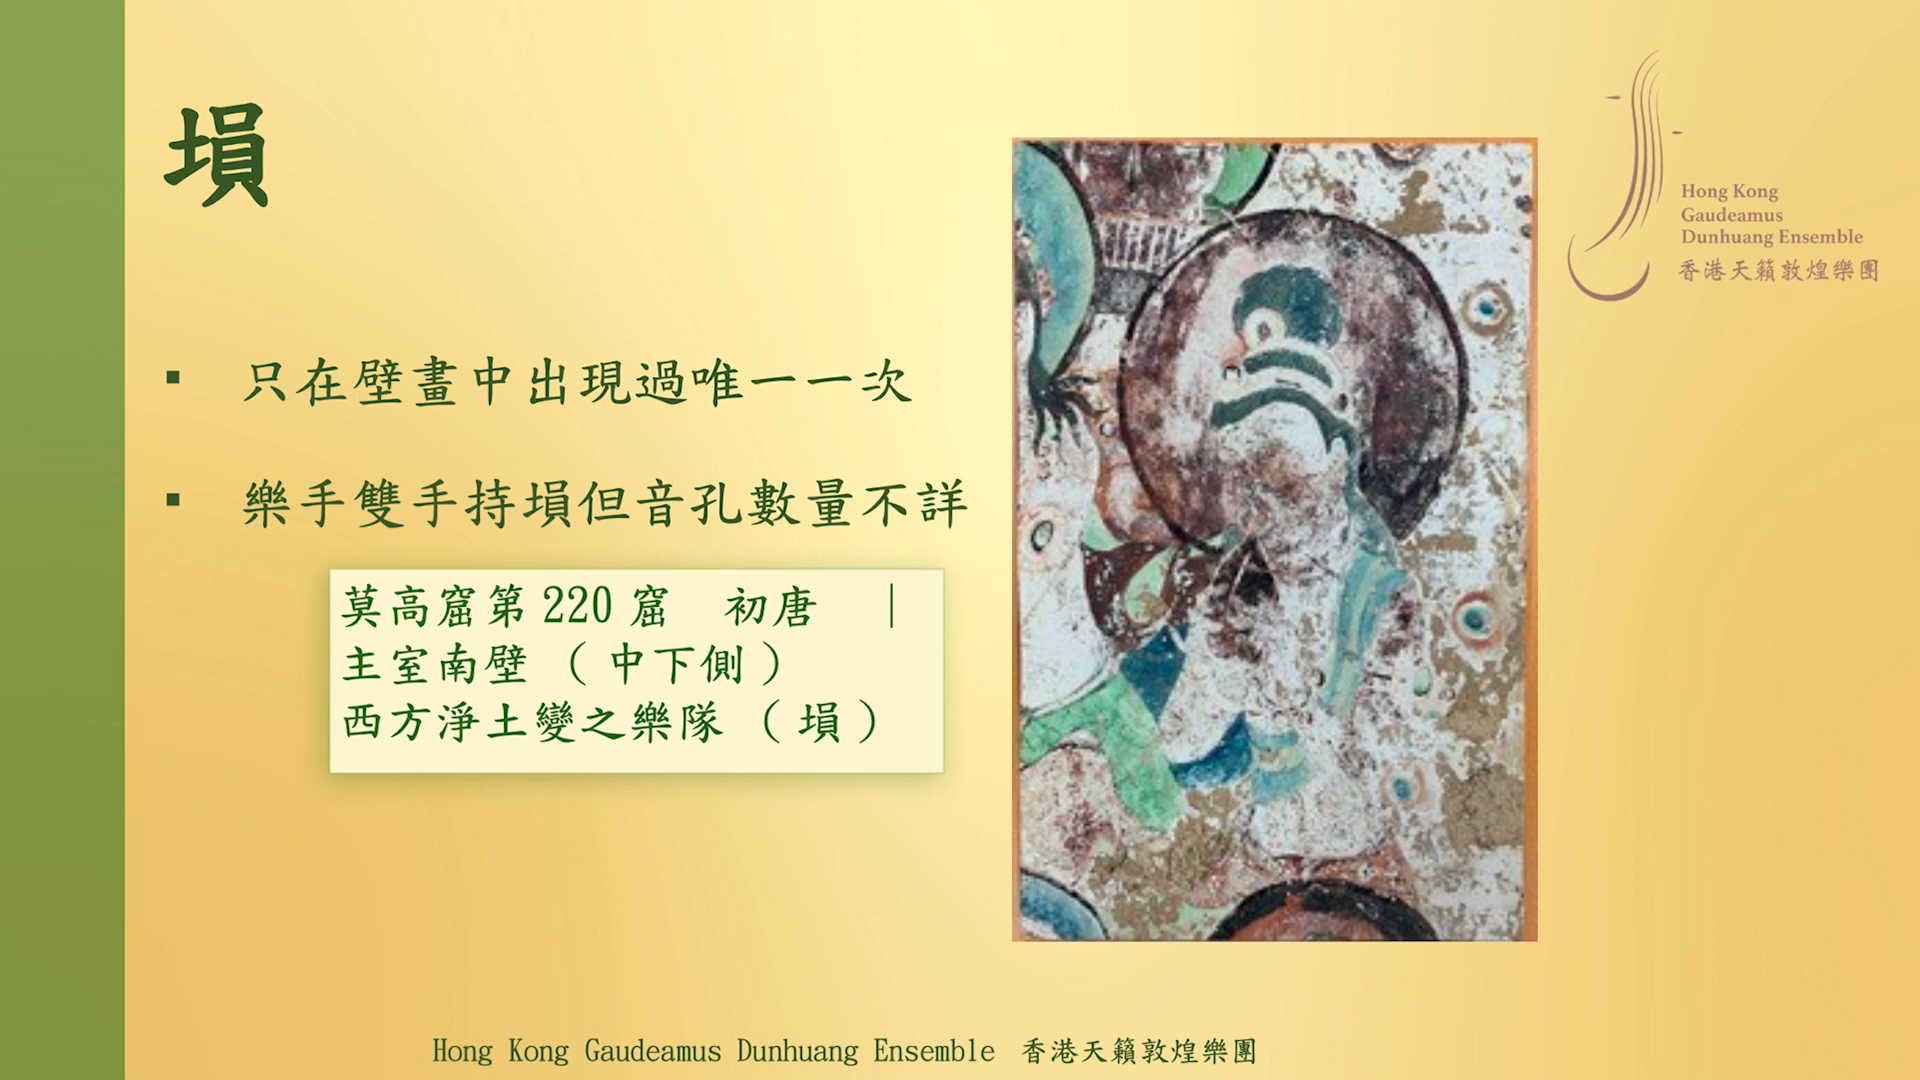 塤
Hong Kong
Gaudeamus
Dunhuang Ensemble
香港天籟敦煌樂團
▪ 只在壁畫中出現過唯一一次
▪ 樂手雙手持塤但音孔數量不詳
莫高窟第220窟 初唐 |
主室南壁 (中下側)
西方淨土變之樂隊 (塤)
Hong Kong Gaudeamus Dunhuang Ensemble 香港天籟敦煌樂團